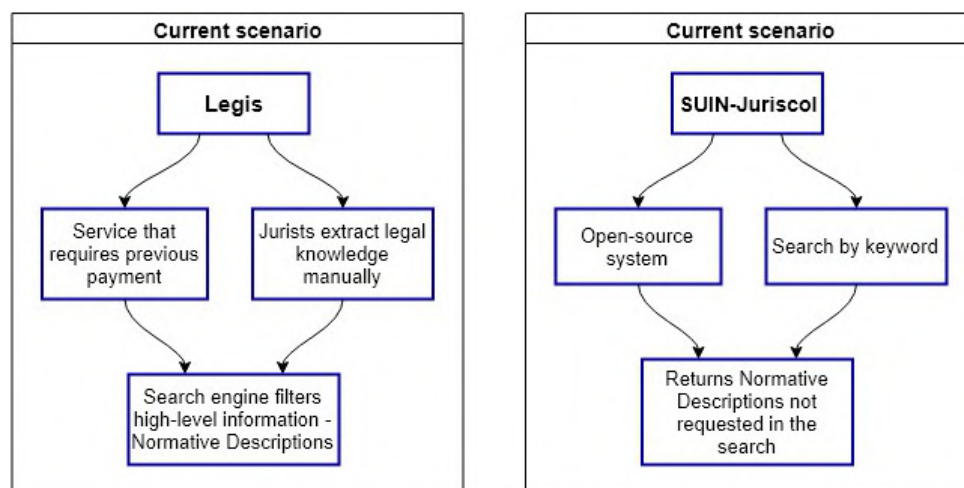 Current scenario
Legis
Service that
requires previous
payment
Jurists extract legal
knowledge
manually
Search engine filters
high-level information -
Normative Descriptions
Current scenario
SUIN-Juriscol
Open-source
system
Search by keyword
Returns Normative
Descriptions not
requested in the
search